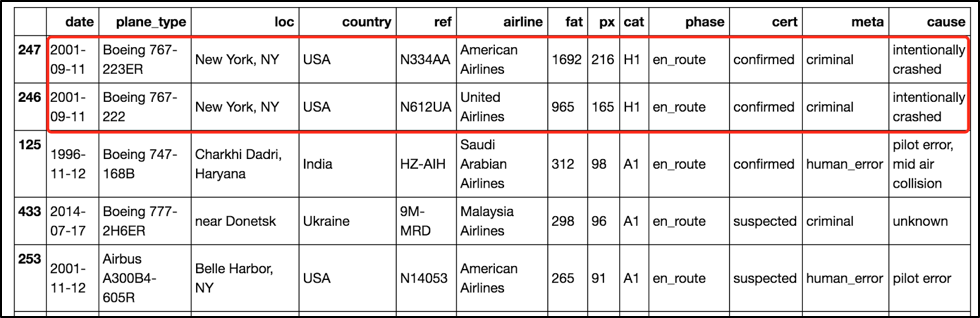 date plane_type loc country ref airline fat px cat phase cert meta cause
247 2001-09-11 Boeing 767-223ER New York, NY USA N334AA American Airlines 1692 216 H1 en_route confirmed criminal intentionally crashed
246 2001-09-11 Boeing 767-222 New York, NY USA N612UA United Airlines 965 165 H1 en_route confirmed criminal intentionally crashed
125 1996-11-12 Boeing 747-168B Charkhi Dadri, Haryana India HZ-AIH Saudi Arabian Airlines 312 98 A1 en_route confirmed human_error pilot error, mid air collision
433 2014-07-17 Boeing 777-2H6ER near Donetsk Ukraine 9M-MRD Malaysia Airlines 298 96 A1 en_route suspected criminal unknown
253 2001-11-12 Airbus A300B4-605R Belle Harbor, NY USA N14053 American Airlines 265 91 A1 en_route suspected human_error pilot error